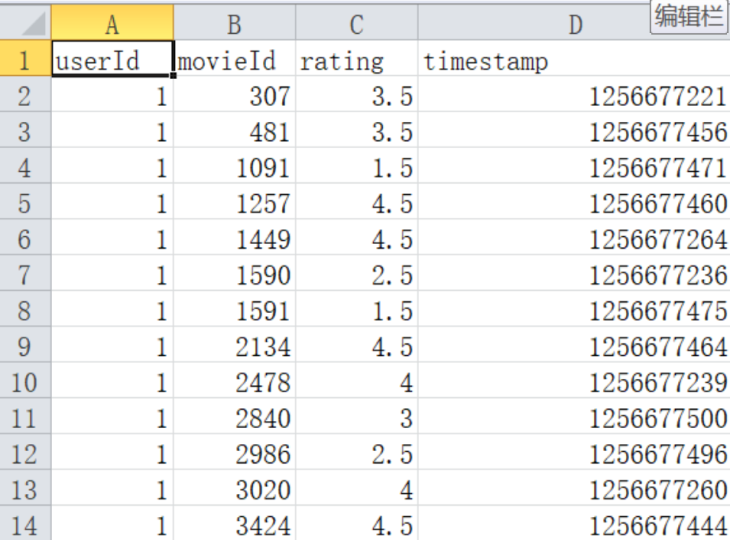 A B C D 编辑栏
1 userId movieId rating timestamp
2 1 307 3.5 1256677221
3 1 481 3.5 1256677456
4 1 1091 1.5 1256677471
5 1 1257 4.5 1256677460
6 1 1449 4.5 1256677264
7 1 1590 2.5 1256677236
8 1 1591 1.5 1256677475
9 1 2134 4.5 1256677464
10 1 2478 4 1256677239
11 1 2840 3 1256677500
12 1 2986 2.5 1256677496
13 1 3020 4 1256677260
14 1 3424 4.5 1256677444